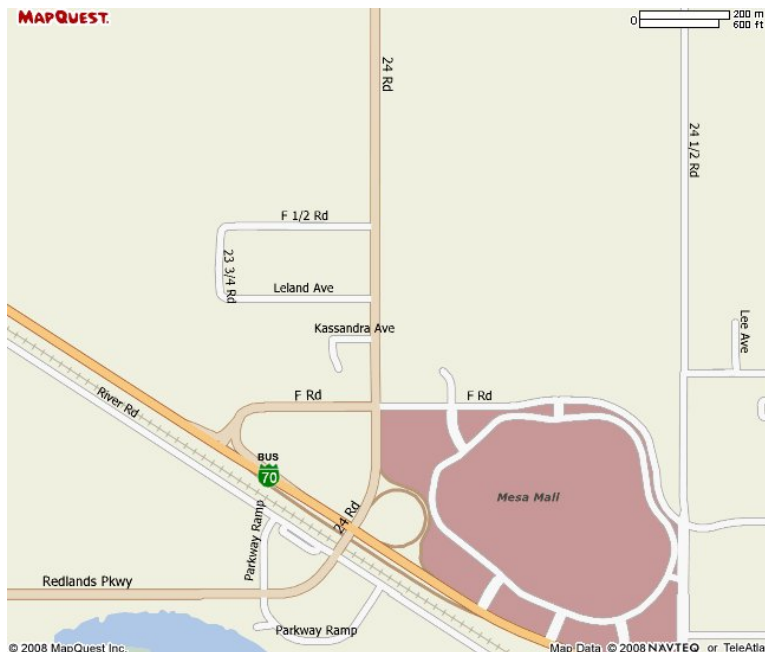 MAPQUEST.
200 m
0
600 ft
24 Rd
24 1/2 Rd
F 1/2 Rd
23 3/4 Rd
Leland Ave
Kassandra Ave
Lee Ave
River Rd
F Rd
F Rd
BUS
70
Mesa Mall
24 Rd
Parkway Ramp
Redlands Pkwy
Parkway Ramp
© 2008 MapQuest Inc.
Map Data © 2008 NAVTEQ or TeleAtla